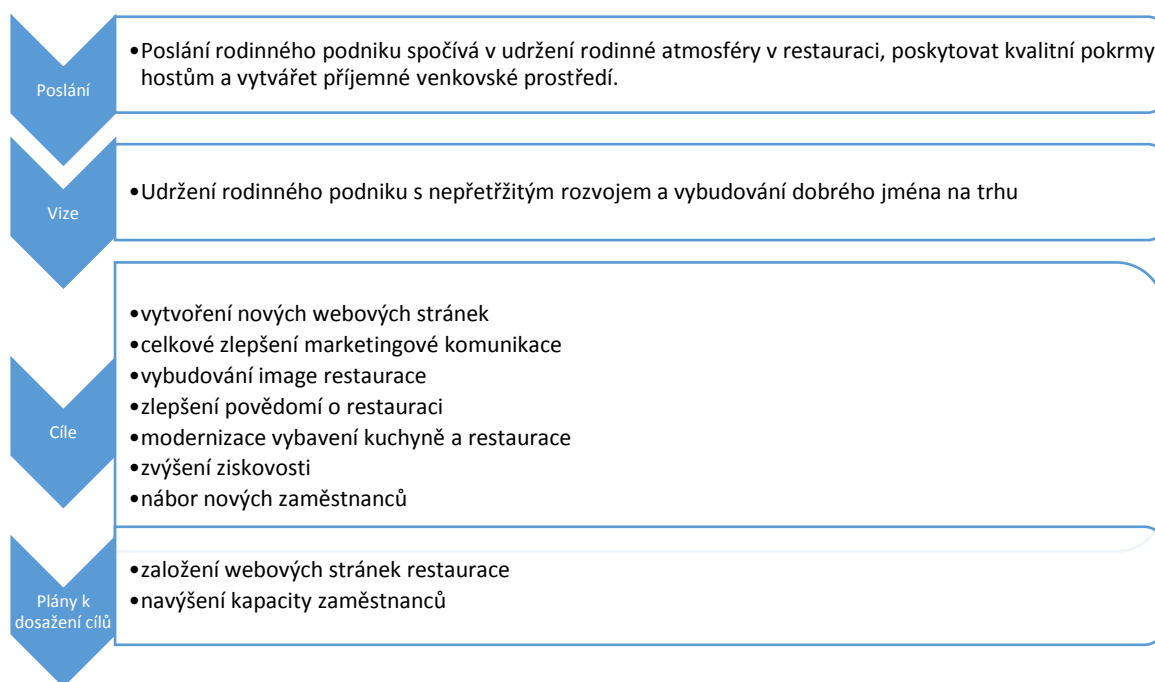 Poslání
•Poslání rodinného podniku spočívá v udržení rodinné atmosféry v restauraci, poskytovat kvalitní pokrmy
hostům a vytvářet příjemné venkovské prostředí.
Vize
•Udržení rodinného podniku s nepřetřžitým rozvojem a vybudování dobrého jména na trhu
Cíle
•vytvoření nových webových stránek
•celkové zlepšení marketingové komunikace
•vybudování image restaurace
•zlepšení povědomí o restauraci
•modernizace vybavení kuchyně a restaurace
•zvýšení ziskovosti
•nábor nových zaměstnanců
Plány k
dosažení cílů
•založení webových stránek restaurace
•navýšení kapacity zaměstnanců